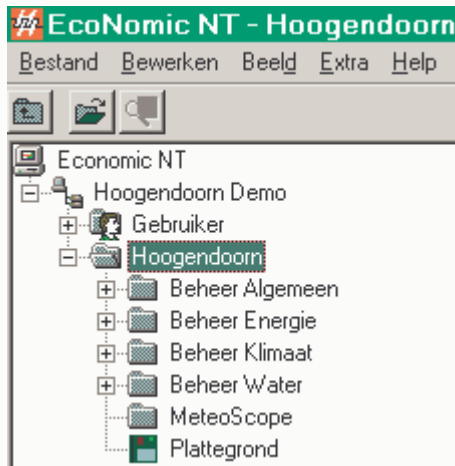 EcoNomic NT - Hoogendoorn
Bestand Bewerken Beeld Extra Help
Economic NT
Hoogendoorn Demo
Gebruiker
Hoogendoorn
Beheer Algemeen
Beheer Energie
Beheer Klimaat
Beheer Water
MeteoScope
Plattegrond